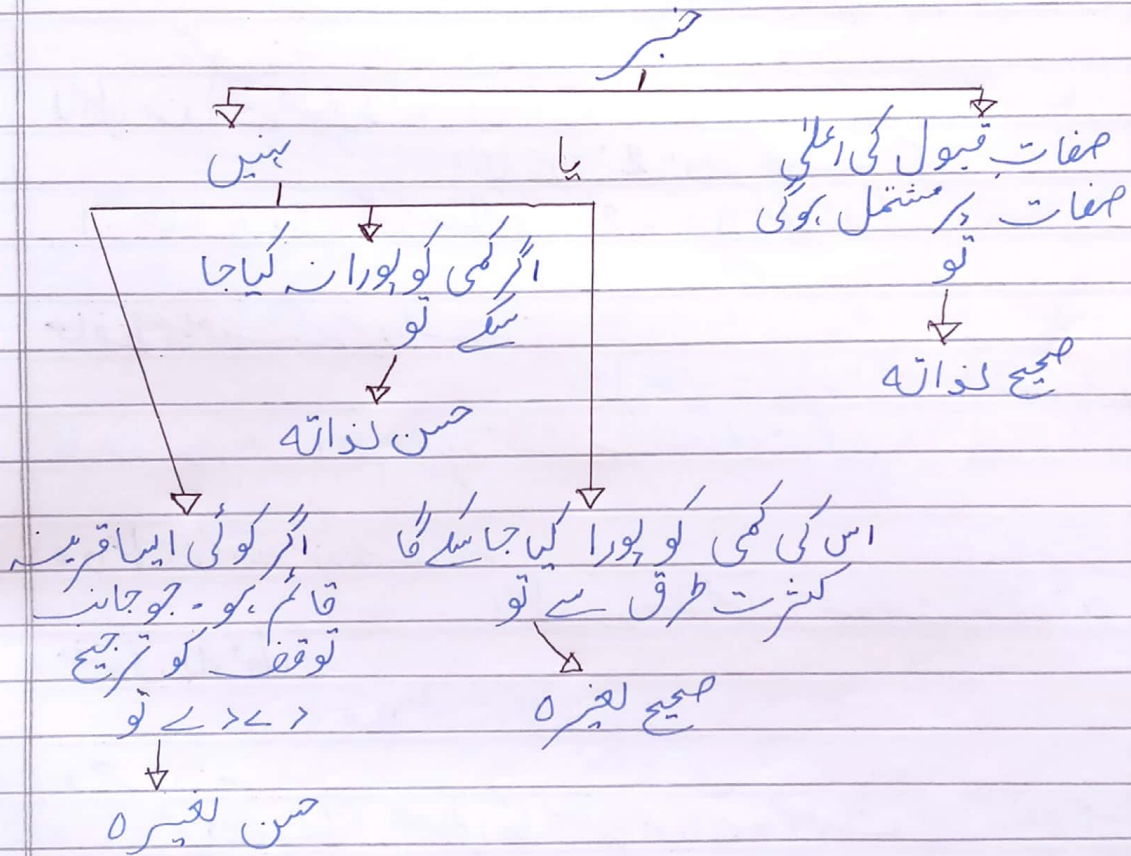 خبر
صفاتِ قبول کی اعلیٰ
صفات پر مشتمل ہوگی
تو
صحیح لذاتہ
یا
نہیں
اگر کمی کو پورا نہ کیا جا
سکے تو
حسن لذاتہ
اس کی کمی کو پورا کیا جا سکے گا
کثرت طرق سے تو
صحیح لغیرہ
اگر کوئی ایسا قرینہ
قائم ہو۔ جو جانب
توقف کو ترجیح
دے دے تو
حسن لغیرہ